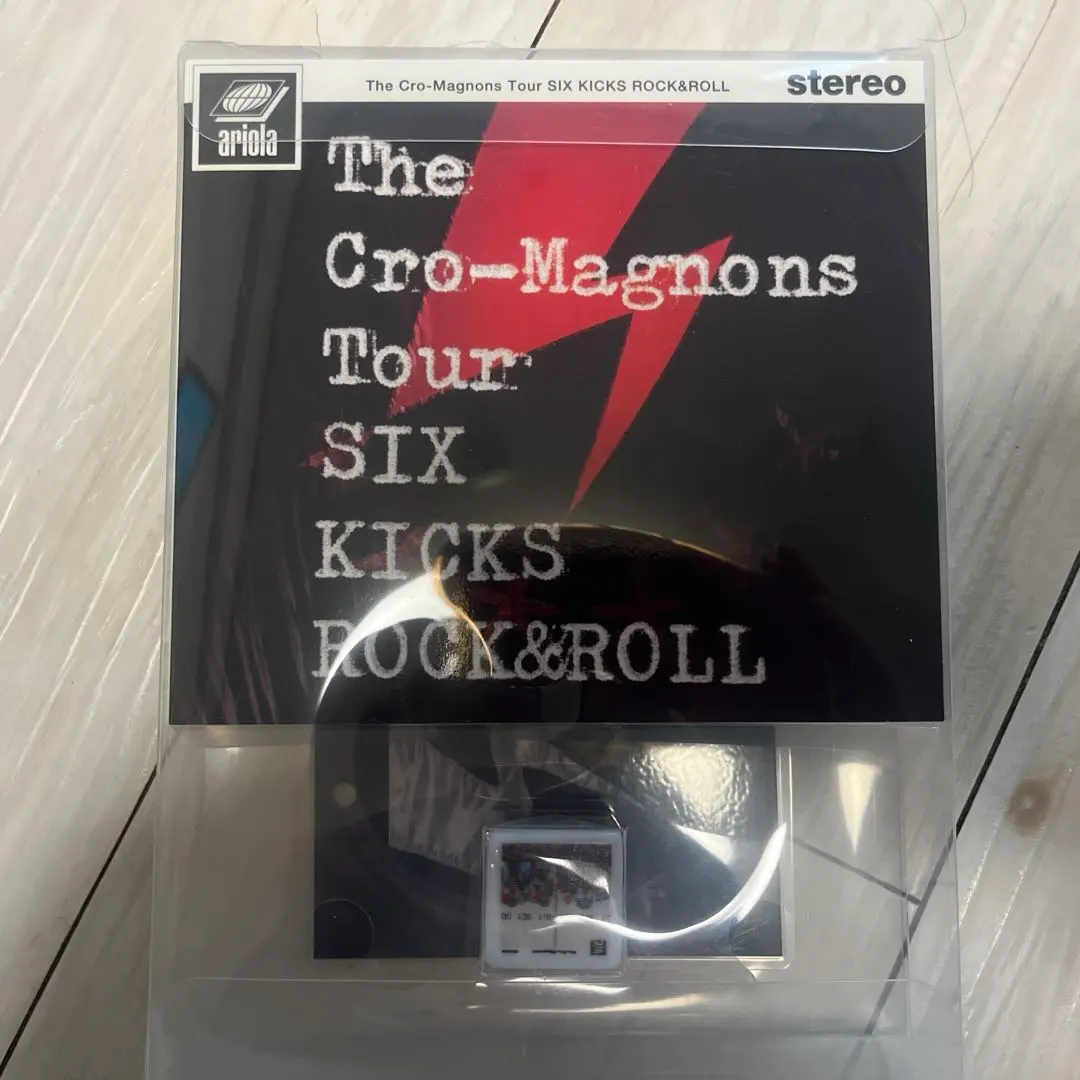 The Cro-Magnons Tour SIX KICKS ROCK&ROLL
stereo
ariola
The
Cro-Magnons
Tour
SIX
KICKS
ROCK&ROLL